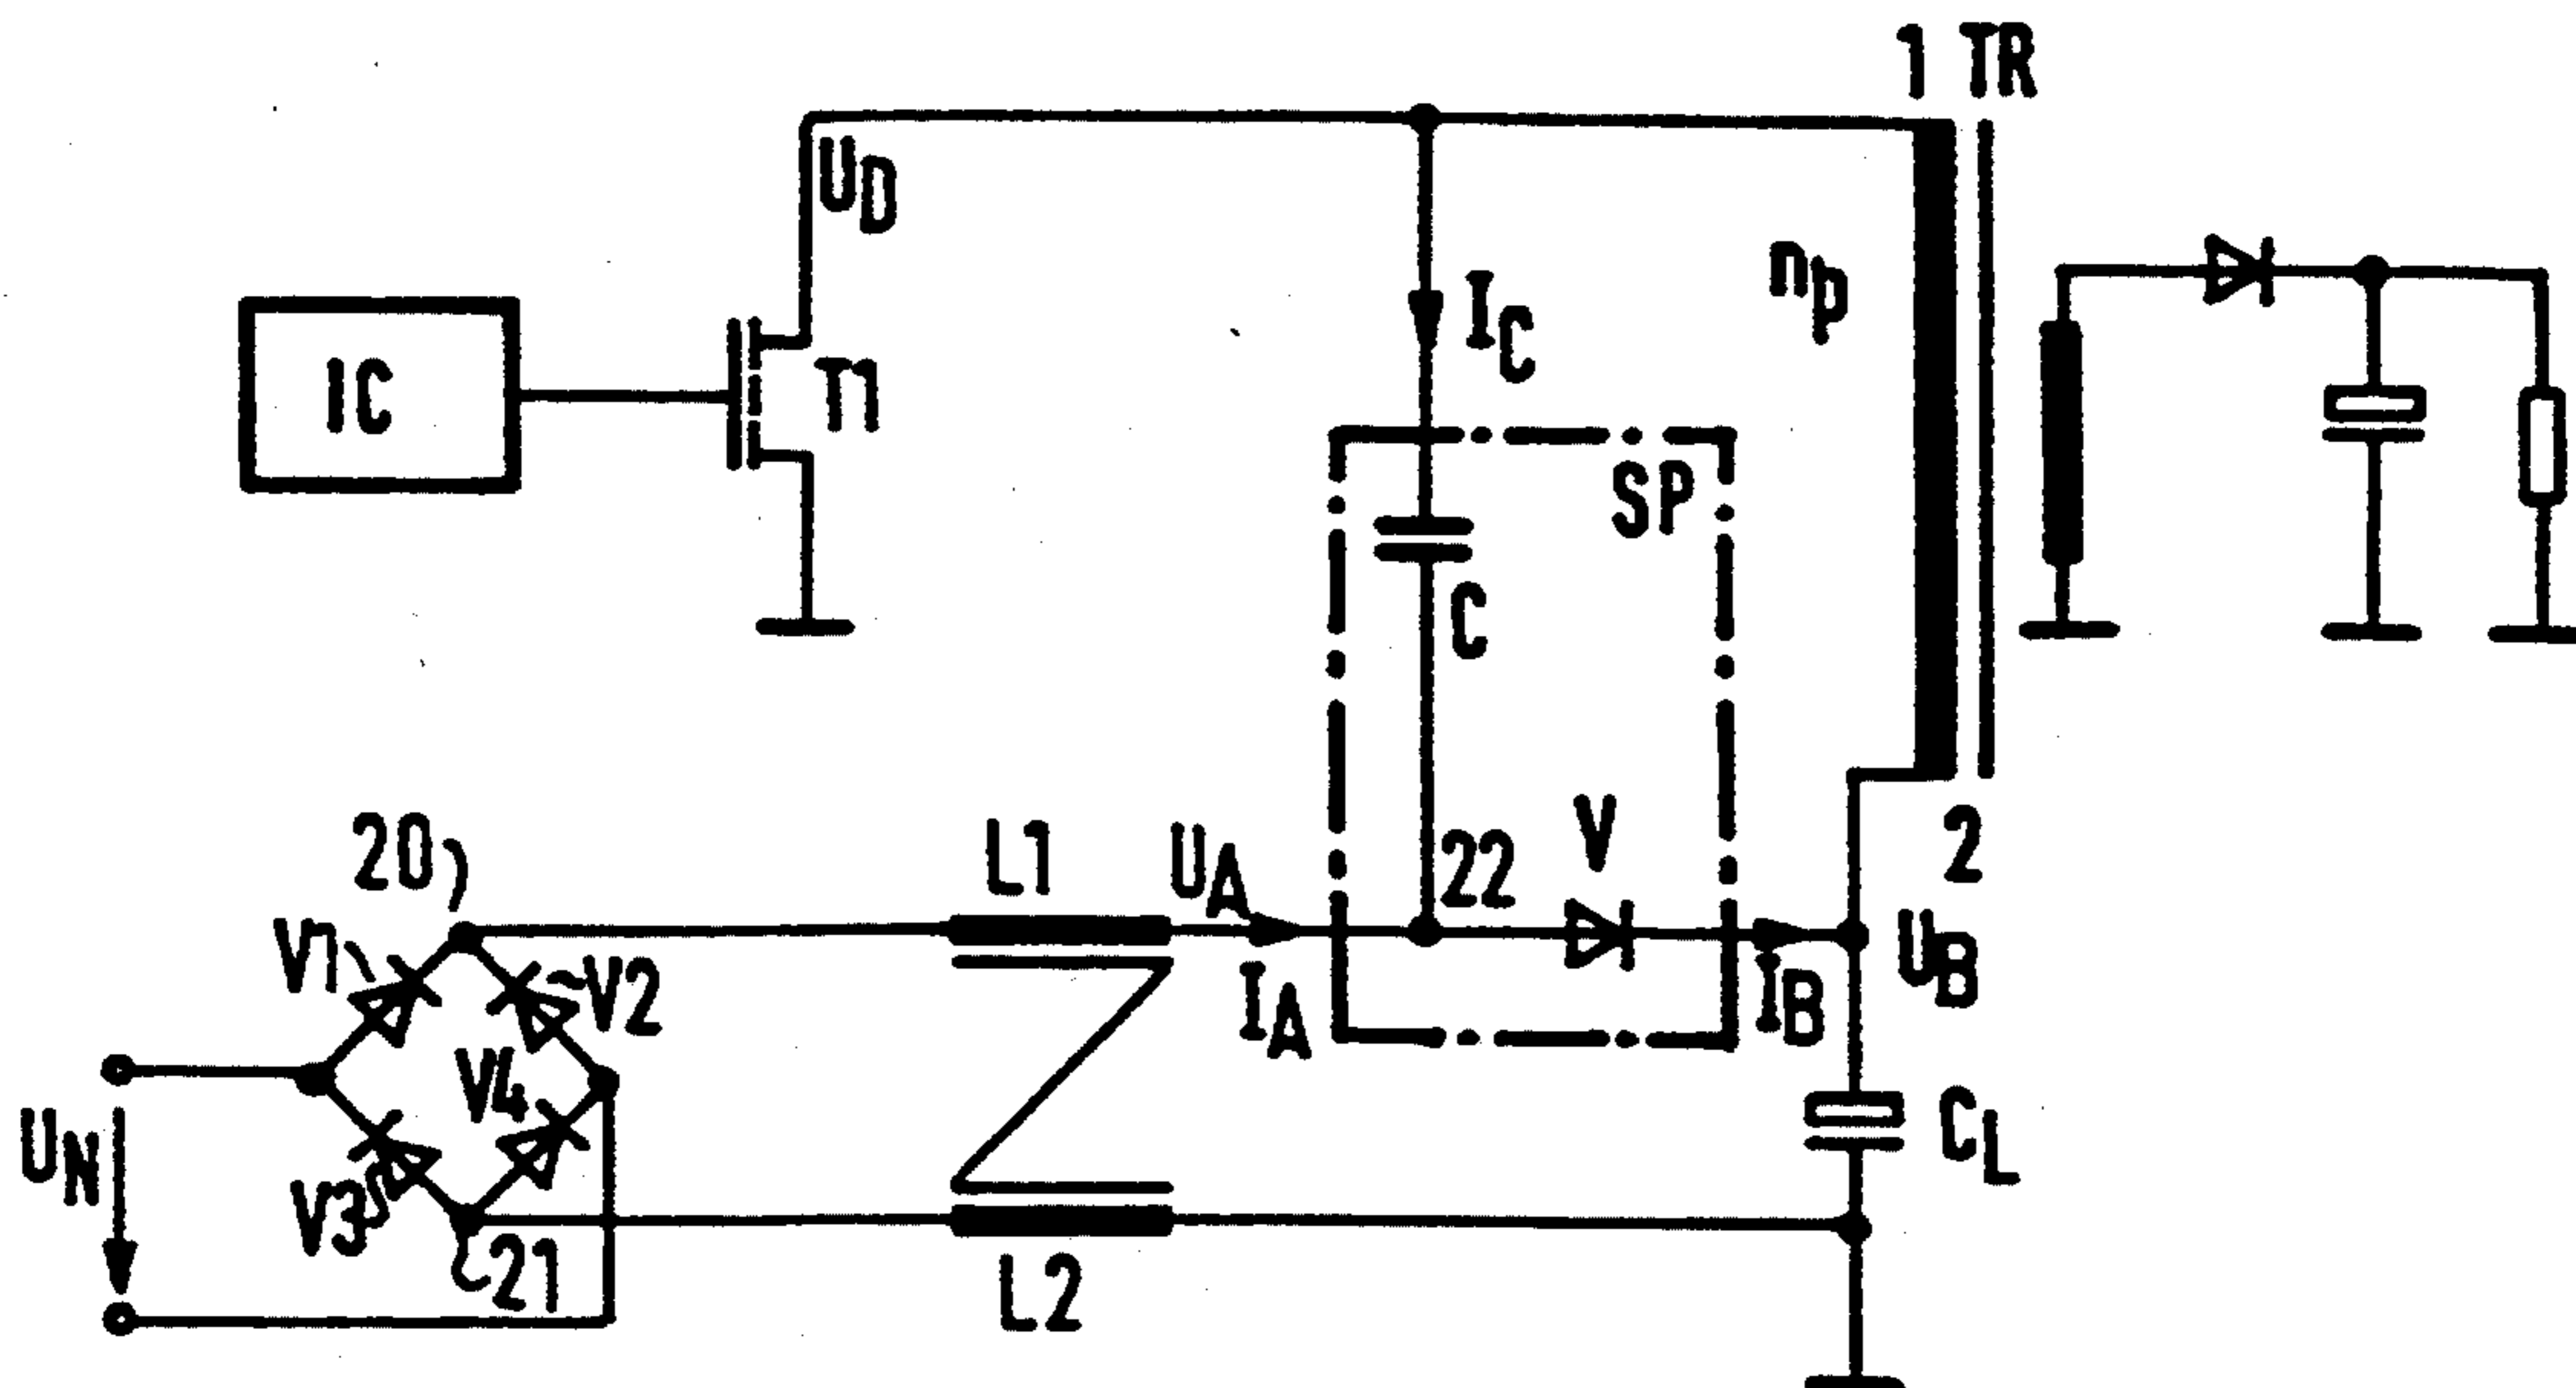 1 TR
U_D
n_p
I_C
IC
T1
SP
C
20
L1
U_A
22
V
2
V1
V2
I_A
I_B
U_B
V4
U_N
V3
C_L
21
L2